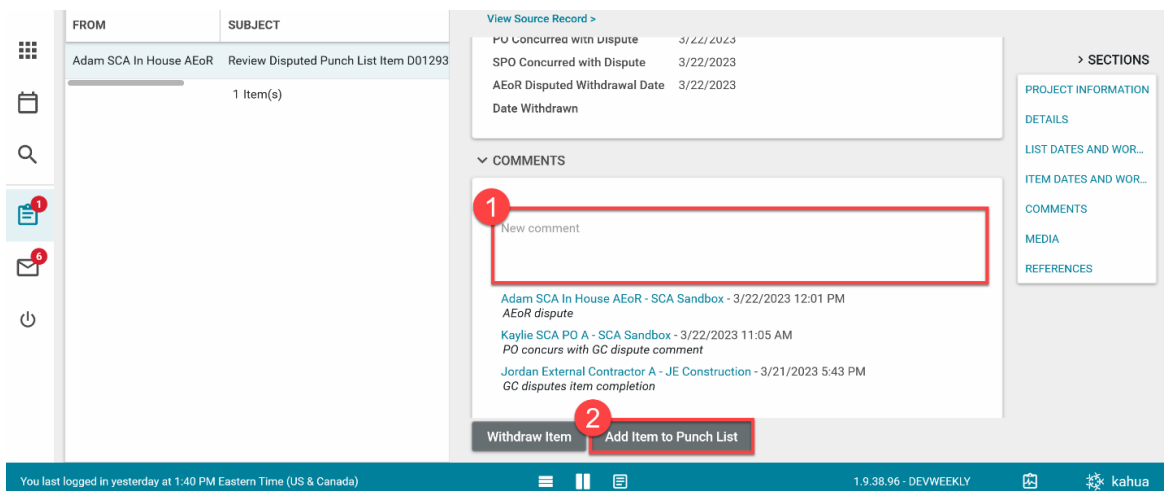 FROM
SUBJECT
Adam SCA In House AEoR
Review Disputed Punch List Item D01293
1 Item(s)
1
6
View Source Record >
PO Concurred with Dispute 3/22/2023
SPO Concurred with Dispute 3/22/2023
AEoR Disputed Withdrawal Date 3/22/2023
Date Withdrawn
COMMENTS
1
New comment
Adam SCA In House AEoR - SCA Sandbox - 3/22/2023 12:01 PM
AEoR dispute
Kaylie SCA PO A - SCA Sandbox - 3/22/2023 11:05 AM
PO concurs with GC dispute comment
Jordan External Contractor A - JE Construction - 3/21/2023 5:43 PM
GC disputes item completion
2
Withdraw Item
Add Item to Punch List
> SECTIONS
PROJECT INFORMATION
DETAILS
LIST DATES AND WOR...
ITEM DATES AND WOR...
COMMENTS
MEDIA
REFERENCES
You last logged in yesterday at 1:40 PM Eastern Time (US & Canada)
1.9.38.96 - DEVWEEKLY
kahua